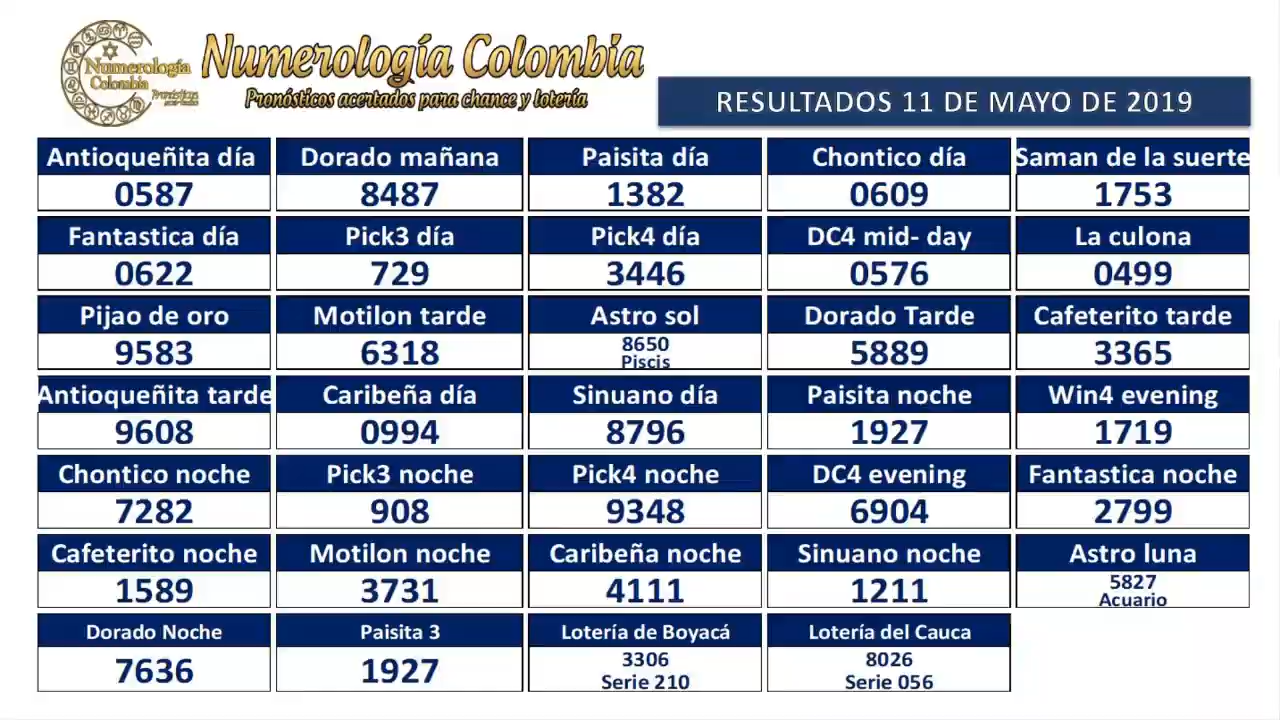 Numerología
Colombia
Pronósticos
Numerología Colombia
Pronósticos acertados para chance y lotería
RESULTADOS 11 DE MAYO DE 2019
Antioqueñita día Dorado mañana Paisita día Chontico día Saman de la suerte
0587 8487 1382 0609 1753
Fantastica día Pick3 día Pick4 día DC4 mid- day La culona
0622 729 3446 0576 0499
Pijao de oro Motilon tarde Astro sol Dorado Tarde Cafeterito tarde
9583 6318 8650 5889 3365
Piscis
Antioqueñita tarde Caribeña día Sinuano día Paisita noche Win4 evening
9608 0994 8796 1927 1719
Chontico noche Pick3 noche Pick4 noche DC4 evening Fantastica noche
7282 908 9348 6904 2799
Cafeterito noche Motilon noche Caribeña noche Sinuano noche Astro luna
1589 3731 4111 1211 5827
Acuario
Dorado Noche Paisita 3 Lotería de Boyacá Lotería del Cauca
7636 1927 3306 8026
Serie 210 Serie 056